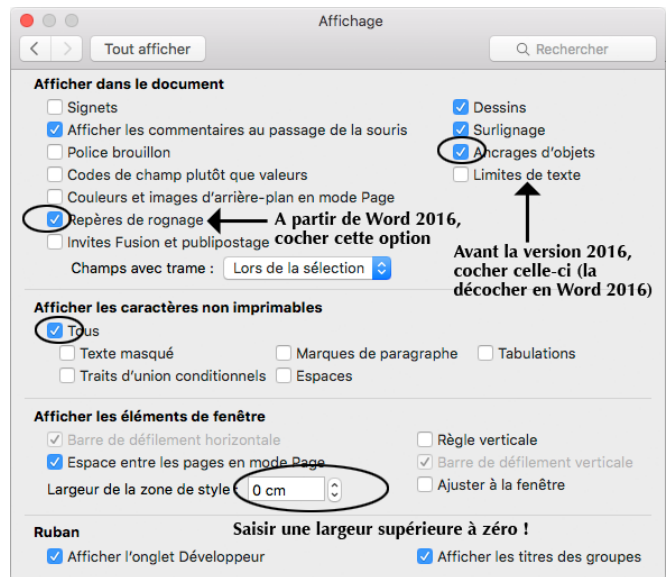 Affichage
Tout afficher
Rechercher
Afficher dans le document
Signets
Dessins
Afficher les commentaires au passage de la souris
Surlignage
Police brouillon
Ancrages d'objets
Codes de champ plutôt que valeurs
Limites de texte
Couleurs et images d'arrière-plan en mode Page
Repères de rognage
A partir de Word 2016,
cocher cette option
Invites Fusion et publipostage
Avant la version 2016,
cocher celle-ci (la
décocher en Word 2016)
Champs avec trame : Lors de la sélection
Afficher les caractères non imprimables
Tous
Texte masqué
Marques de paragraphe
Tabulations
Traits d'union conditionnels
Espaces
Afficher les éléments de fenêtre
Barre de défilement horizontale
Règle verticale
Espace entre les pages en mode Page
Barre de défilement verticale
Largeur de la zone de style : 0 cm
Ajuster à la fenêtre
Saisir une largeur supérieure à zéro !
Ruban
Afficher l'onglet Développeur
Afficher les titres des groupes